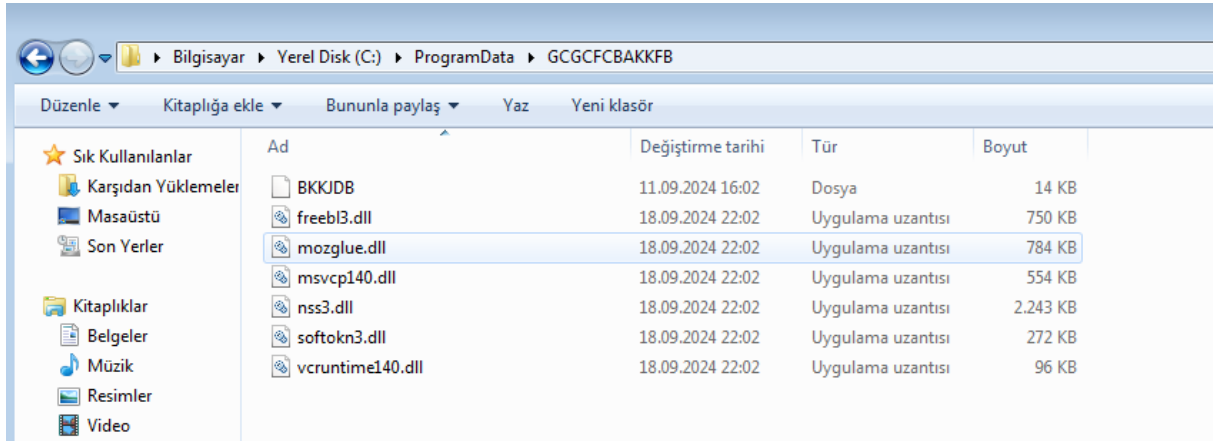 Bilgisayar Yerel Disk (C:) ProgramData GCGCFCBAKKFB
Düzenle Kitaplığa ekle Bununla paylaş Yaz Yeni klasör
Sık Kullanılanlar
Karşıdan Yüklemeler
Masaüstü
Son Yerler
Kitaplıklar
Belgeler
Müzik
Resimler
Video
Ad Değiştirme tarihi Tür Boyut
BKKJDB 11.09.2024 16:02 Dosya 14 KB
freebl3.dll 18.09.2024 22:02 Uygulama uzantısı 750 KB
mozglue.dll 18.09.2024 22:02 Uygulama uzantısı 784 KB
msvcp140.dll 18.09.2024 22:02 Uygulama uzantısı 554 KB
nss3.dll 18.09.2024 22:02 Uygulama uzantısı 2.243 KB
softokn3.dll 18.09.2024 22:02 Uygulama uzantısı 272 KB
vcruntime140.dll 18.09.2024 22:02 Uygulama uzantısı 96 KB